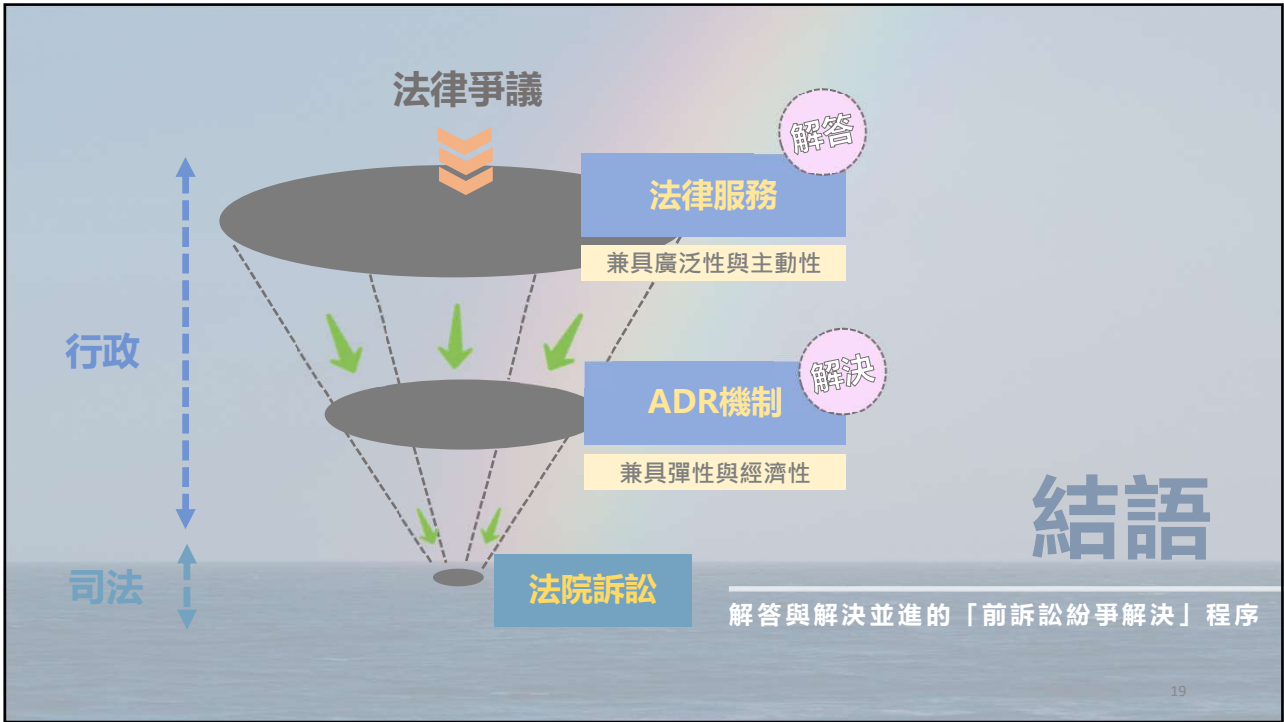 法律爭議
解答
法律服務
兼具廣泛性與主動性
行政
解決
ADR機制
兼具彈性與經濟性
結語
司法
法院訴訟
解答與解決並進的「前訴訟紛爭解決」程序
19